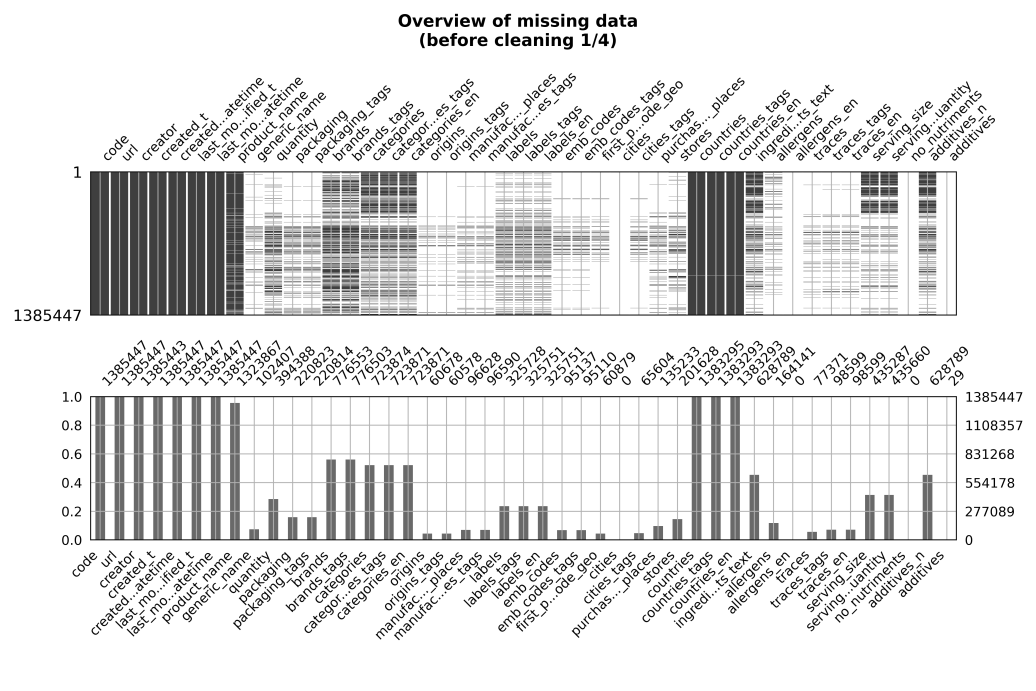 Overview of missing data
(before cleaning 1/4)
code
url
creator
created_t
created...atetime
last_mo...ified_t
last_mo...atetime
product_name
generic_name
quantity
packaging
packaging_tags
brands
brands_tags
categories
categor...es_tags
categories_en
origins
origins_tags
manufac..._places
manufac...es_tags
labels
labels_tags
labels_en
emb_codes
emb_codes_tags
first_p...ode_geo
cities
cities_tags
purchas..._places
stores
countries
countries_tags
countries_en
ingredi...ts_text
allergens
allergens_en
traces
traces_tags
traces_en
serving_size
serving...uantity
no_nutriments
additives_n
additives
1
1385447
1385447
1385447
1385443
1385447
1385447
1385447
1385447
1323867
102407
394388
220823
220814
776553
776503
723874
723871
723871
60678
60578
96628
96590
325728
325751
325751
95137
95110
60879
0
65604
135233
201628
1383295
1383293
1383293
628789
164141
0
77371
98599
98599
435287
435660
0
628789
29
1.0
0.8
0.6
0.4
0.2
0.0
1385447
1108357
831268
554178
277089
0
code
url
creator
created_t
created...atetime
last_mo...ified_t
last_mo...atetime
product_name
generic_name
quantity
packaging
packaging_tags
brands
brands_tags
categories
categor...es_tags
categories_en
origins
origins_tags
manufac..._places
manufac...es_tags
labels
labels_tags
labels_en
emb_codes
emb_codes_tags
first_p...ode_geo
cities
cities_tags
purchas..._places
stores
countries
countries_tags
countries_en
ingredi...ts_text
allergens
allergens_en
traces
traces_tags
traces_en
serving_size
serving...uantity
no_nutriments
additives_n
additives